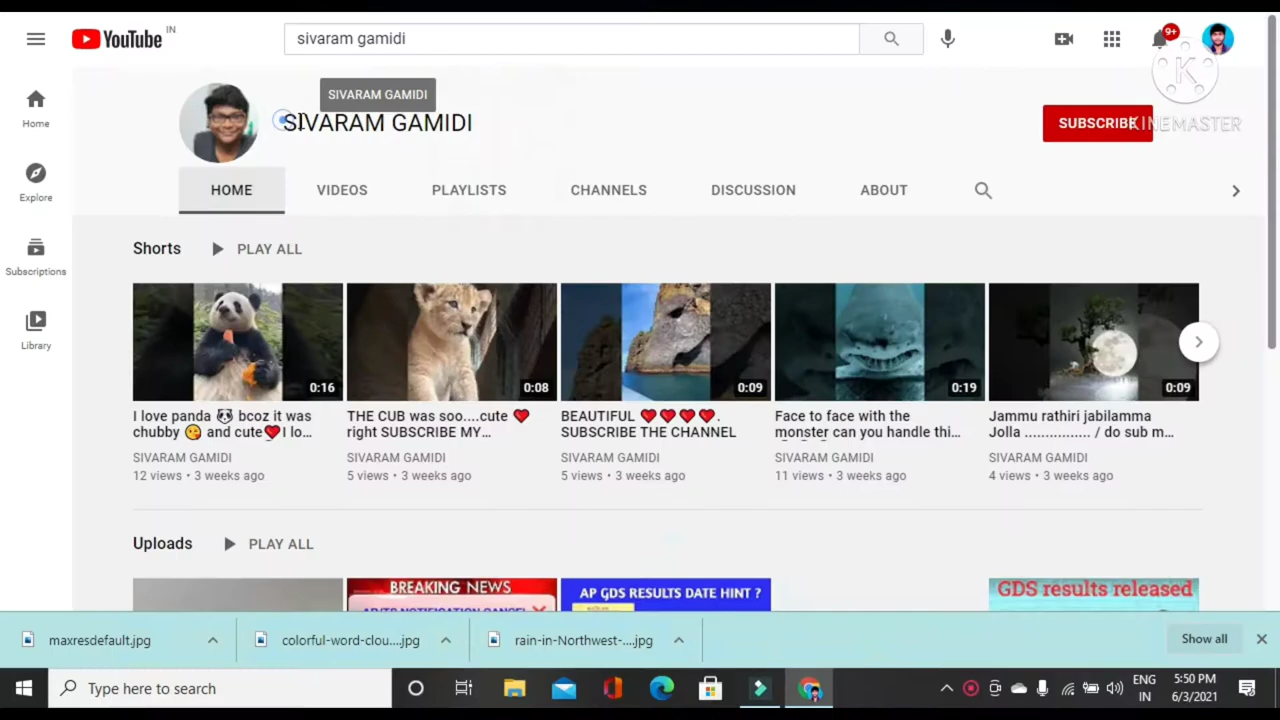 YouTube IN
sivaram gamidi
9+
K
KINEMASTER
SIVARAM GAMIDI
SIVARAM GAMIDI
SUBSCRIBE
HOME VIDEOS PLAYLISTS CHANNELS DISCUSSION ABOUT
Home
Explore
Subscriptions
Library
Shorts PLAY ALL
0:16
0:08
0:09
0:19
0:09
I love panda 🐼 bcoz it was
chubby 😘 and cute❤️I lo...
SIVARAM GAMIDI
12 views • 3 weeks ago
THE CUB was soo....cute ❤️
right SUBSCRIBE MY...
SIVARAM GAMIDI
5 views • 3 weeks ago
BEAUTIFUL ❤️❤️❤️❤️.
SUBSCRIBE THE CHANNEL
SIVARAM GAMIDI
5 views • 3 weeks ago
Face to face with the
monster can you handle thi...
SIVARAM GAMIDI
11 views • 3 weeks ago
Jammu rathiri jabilamma
Jolla ................ / do sub m...
SIVARAM GAMIDI
4 views • 3 weeks ago
Uploads PLAY ALL
BREAKING NEWS
AP GDS RESULTS DATE HINT ?
GDS results released
maxresdefault.jpg
colorful-word-clou....jpg
rain-in-Northwest-....jpg
Show all
Type here to search
ENG
IN
5:50 PM
6/3/2021